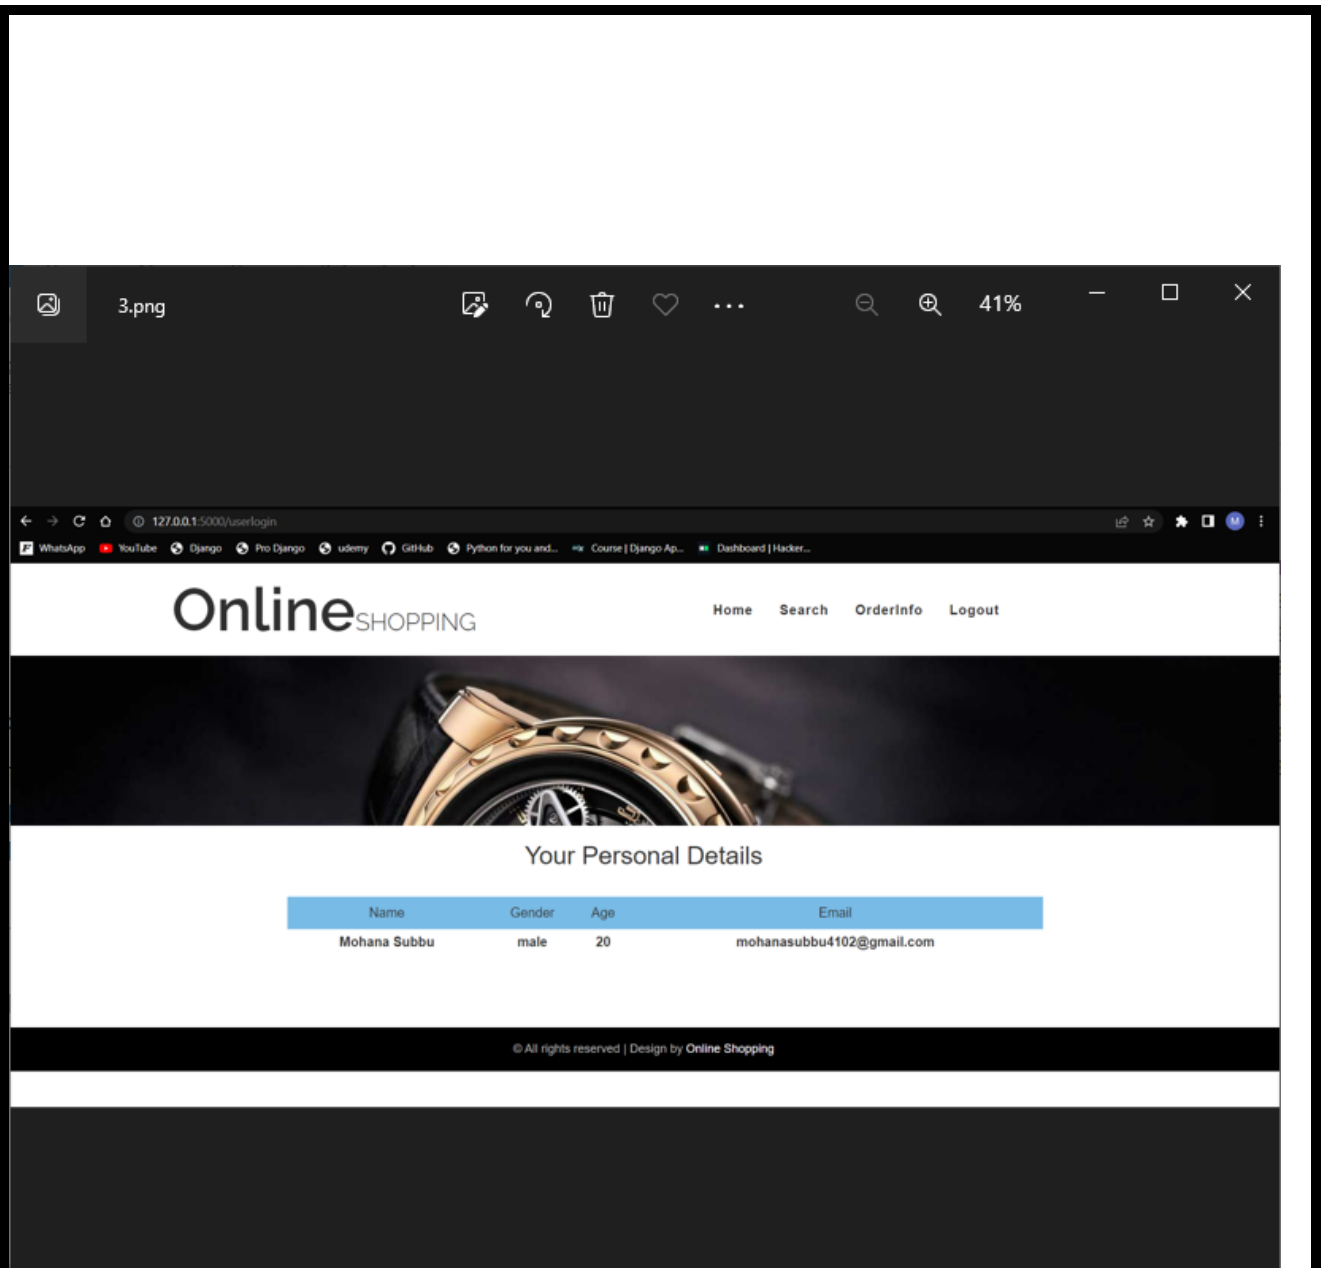 3.png 41%
127.0.0.1:5000/userlogin M
F WhatsApp YouTube Django Pro Django udemy GitHub Python for you and... Course | Django Ap... Dashboard | Hacker...
Online SHOPPING Home Search OrderInfo Logout
Your Personal Details
Name Gender Age Email
Mohana Subbu male 20 mohanasubbu4102@gmail.com
© All rights reserved | Design by Online Shopping